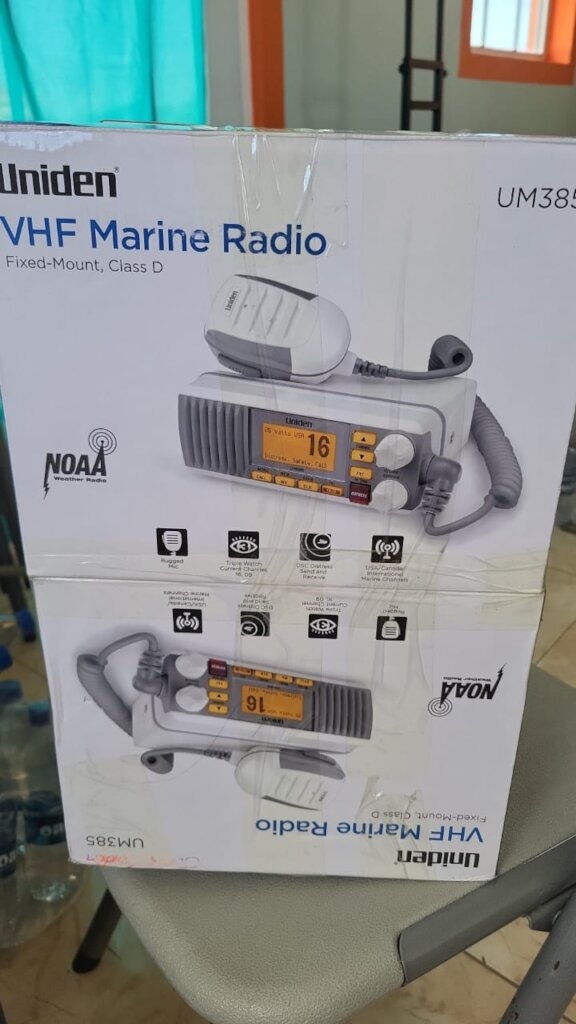 Uniden
UM385
VHF Marine Radio
Fixed-Mount, Class D
Uniden
Uniden
25 Watts USA
16
Distress, Safety, Call
NOAA
Weather Radio
Rugged
Mic
Triple Watch
Current Channel,
16, 09
DSC Distress
Send and
Receive
USA/Canada/
International
Marine Channels
USA/Canada/
International
Marine Channels
DSC Distress
Send and
Receive
Triple Watch
Current Channel,
16, 09
Rugged
Mic
NOAA
Weather Radio
16
Uniden
Fixed-Mount, Class D
VHF Marine Radio
UM385
Uniden